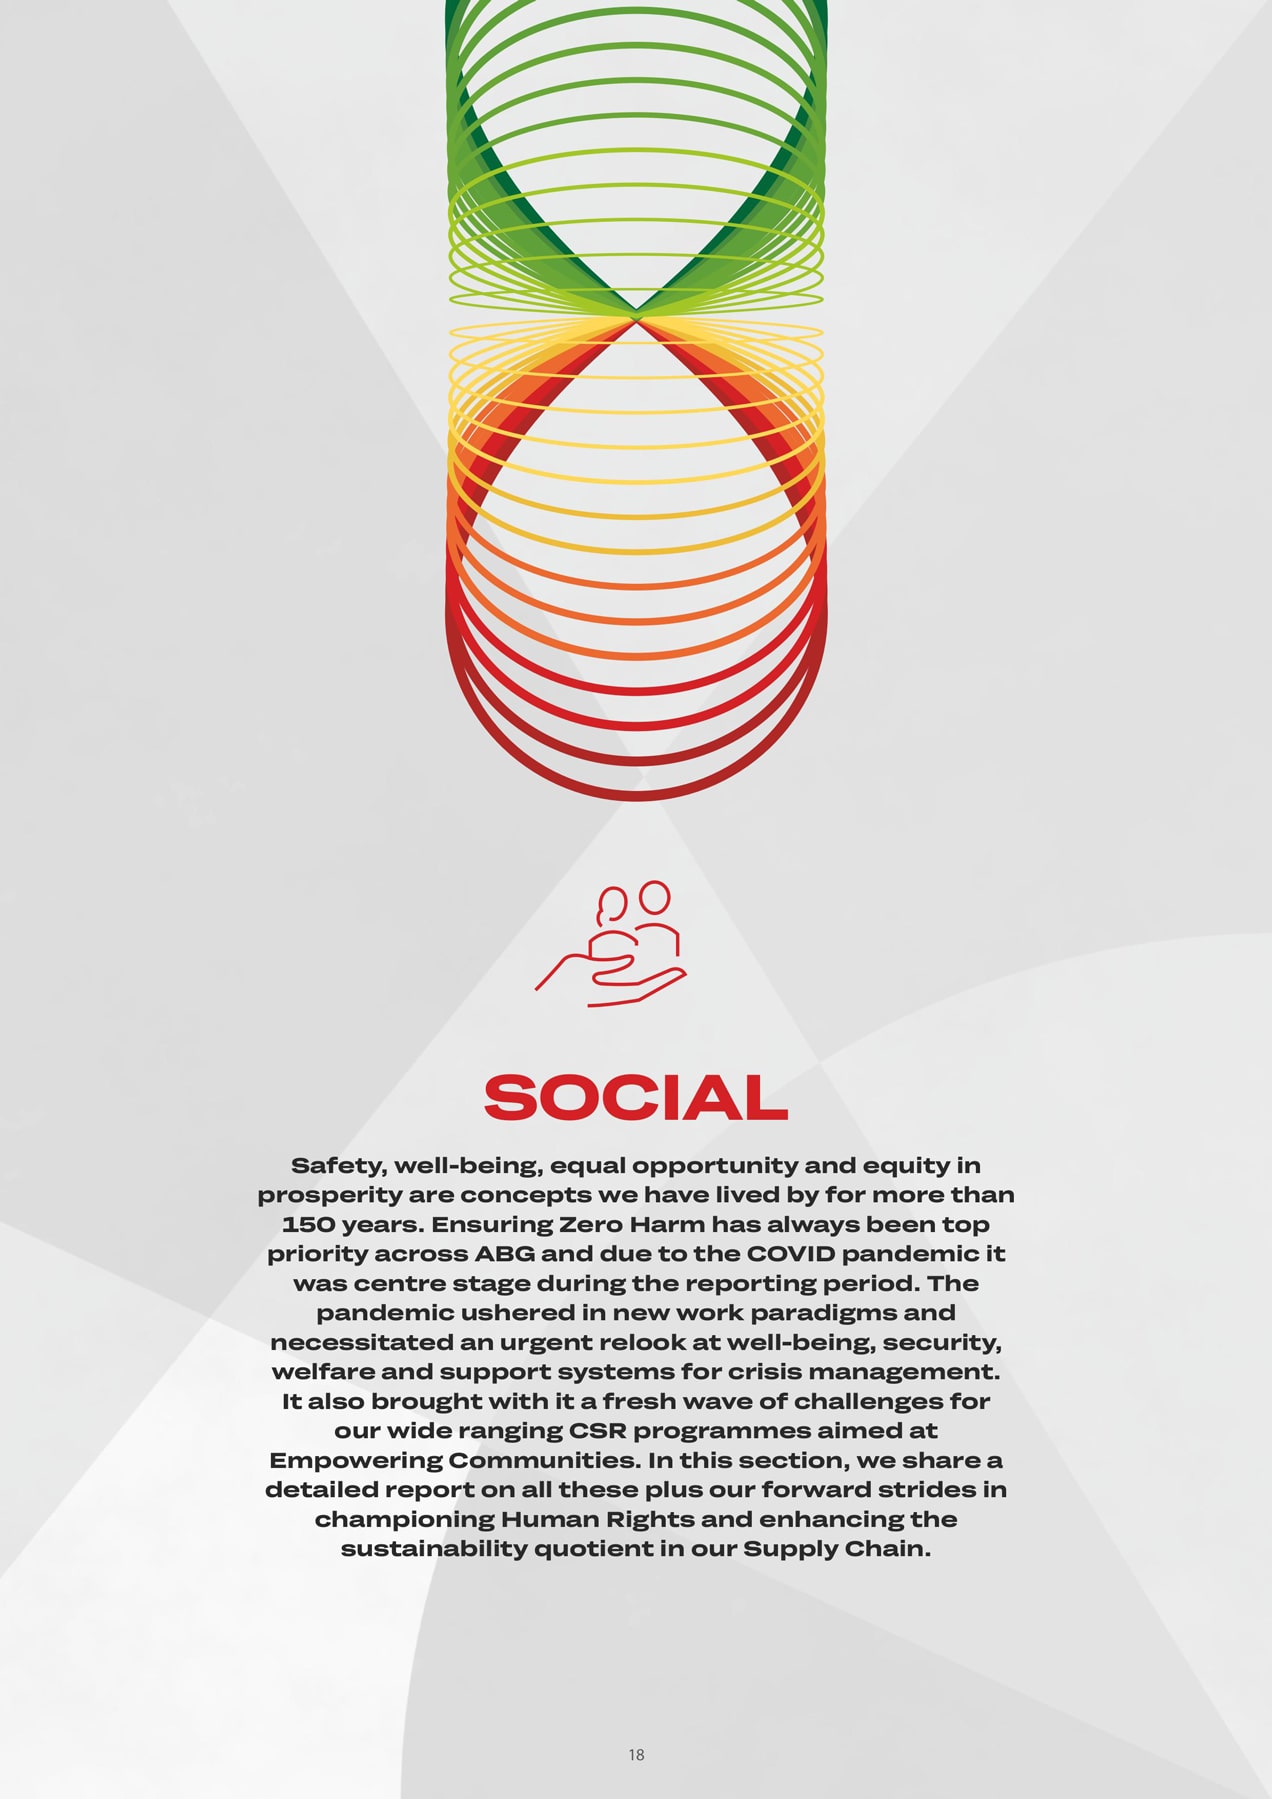 SOCIAL
Safety, well-being, equal opportunity and equity in
prosperity are concepts we have lived by for more than
150 years. Ensuring Zero Harm has always been top
priority across ABG and due to the COVID pandemic it
was centre stage during the reporting period. The
pandemic ushered in new work paradigms and
necessitated an urgent relook at well-being, security,
welfare and support systems for crisis management.
It also brought with it a fresh wave of challenges for
our wide ranging CSR programmes aimed at
Empowering Communities. In this section, we share a
detailed report on all these plus our forward strides in
championing Human Rights and enhancing the
sustainability quotient in our Supply Chain.
18